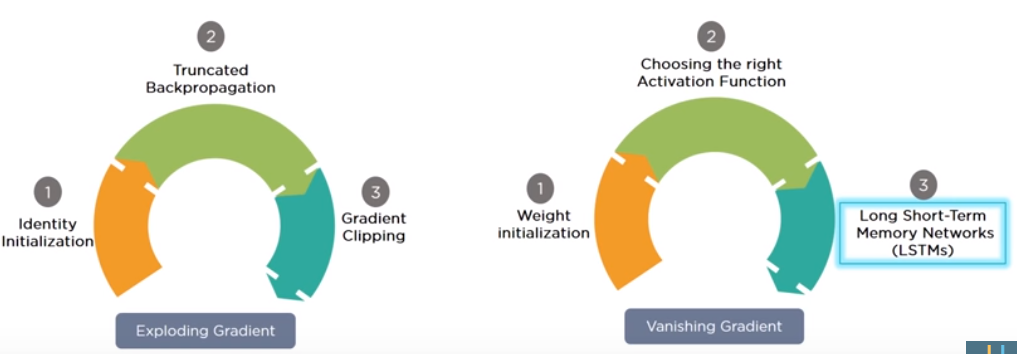 2
Truncated
Backpropagation
1
Identity
Initialization
3
Gradient
Clipping
Exploding Gradient
2
Choosing the right
Activation Function
1
Weight
initialization
3
Long Short-Term
Memory Networks
(LSTMs)
Vanishing Gradient